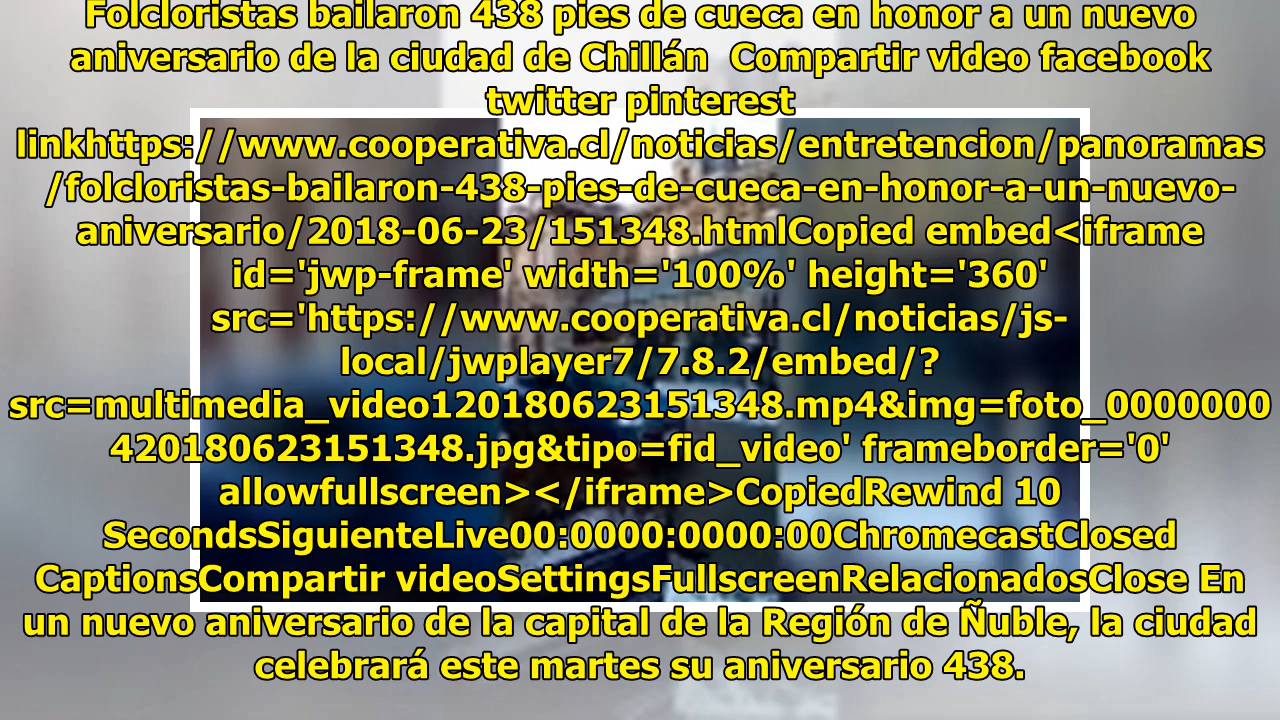 Folcloristas bailaron 438 pies de cueca en honor a un nuevo
aniversario de la ciudad de Chillán  Compartir video facebook
twitter pinterest
linkhttps://www.cooperativa.cl/noticias/entretencion/panoramas
/folcloristas-bailaron-438-pies-de-cueca-en-honor-a-un-nuevo-
aniversario/2018-06-23/151348.htmlCopied embed<iframe
id='jwp-frame' width='100%' height='360'
src='https://www.cooperativa.cl/noticias/js-
local/jwplayer7/7.8.2/embed/?
src=multimedia_video120180623151348.mp4&img=foto_0000000
420180623151348.jpg&tipo=fid_video' frameborder='0'
allowfullscreen></iframe>CopiedRewind 10
SecondsSiguienteLive00:0000:0000:00ChromecastClosed
CaptionsCompartir videoSettingsFullscreenRelacionadosClose En
un nuevo aniversario de la capital de la Región de Ñuble, la ciudad
celebrará este martes su aniversario 438.